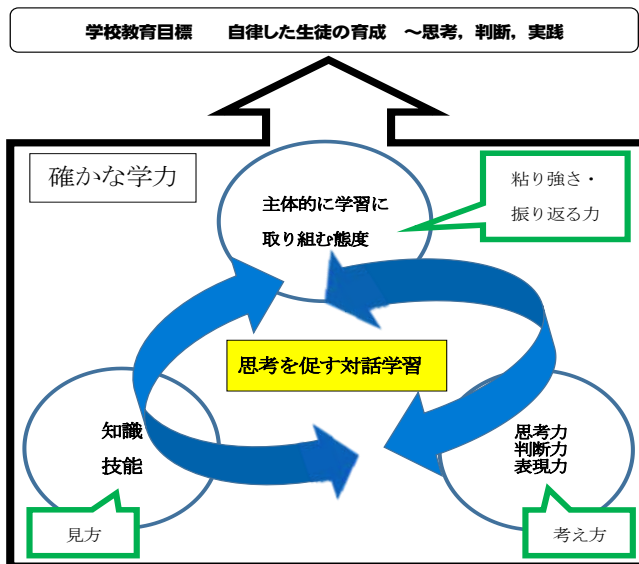 学校教育目標　　自律した生徒の育成　～思考，判断，実践
確かな学力
主体的に学習に
取り組む態度
粘り強さ・
振り返る力
思考を促す対話学習
知識
技能
思考力
判断力
表現力
見方
考え方